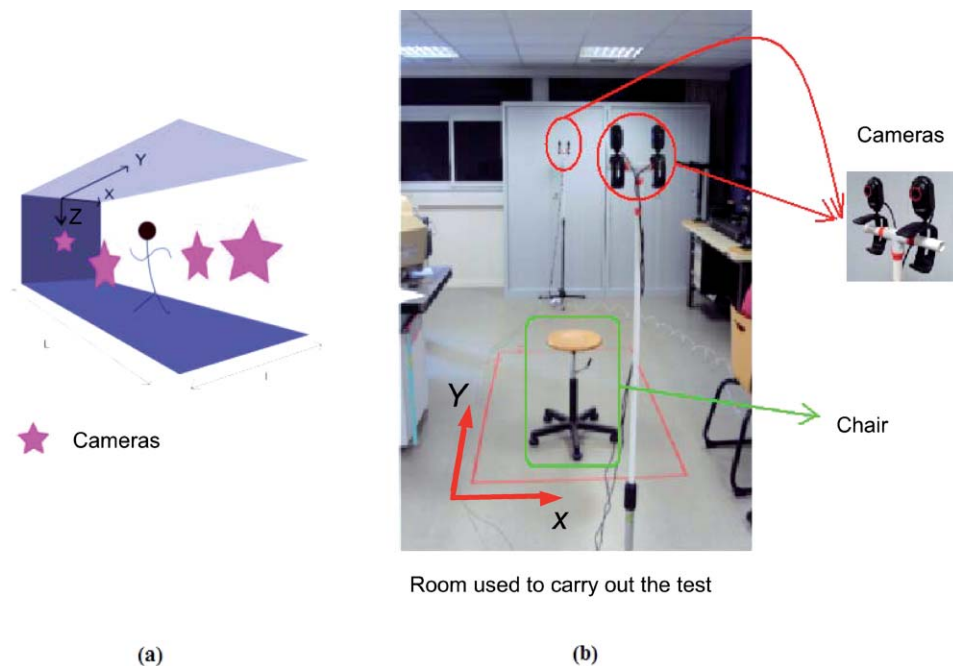 Y
X
Z
L
l
Cameras
Cameras
Chair
Y
x
Room used to carry out the test
(a)
(b)